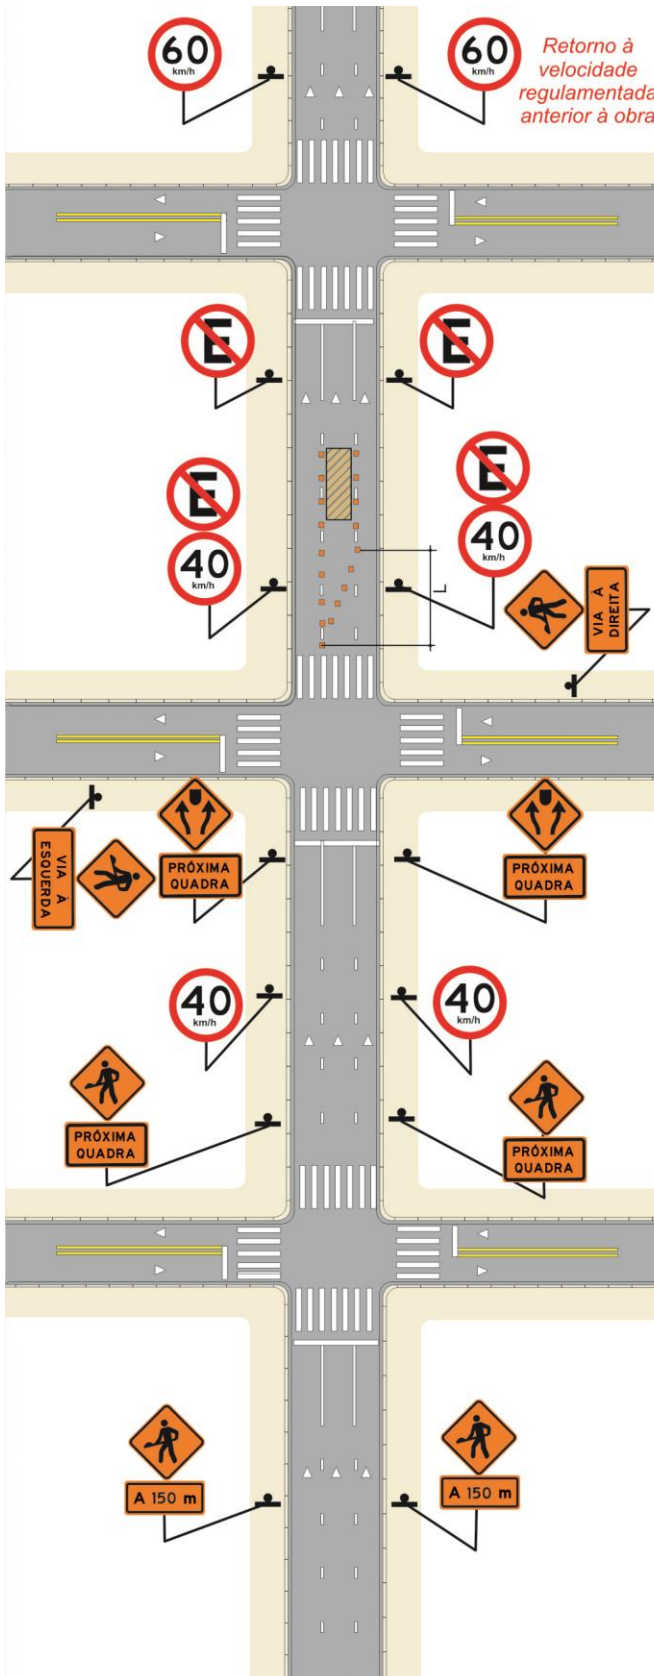 60
km/h
60
km/h
Retorno à
velocidade
regulamentada
anterior à obra
E
E
E
40
km/h
E
40
km/h
L
VIA À
DIREITA
VIA À
ESQUERDA
PRÓXIMA
QUADRA
PRÓXIMA
QUADRA
40
km/h
40
km/h
PRÓXIMA
QUADRA
PRÓXIMA
QUADRA
A 150 m
A 150 m